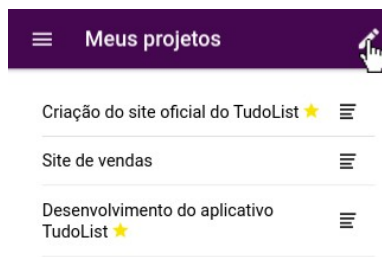 Meus projetos
Criação do site oficial do TudoList
Site de vendas
Desenvolvimento do aplicativo
TudoList